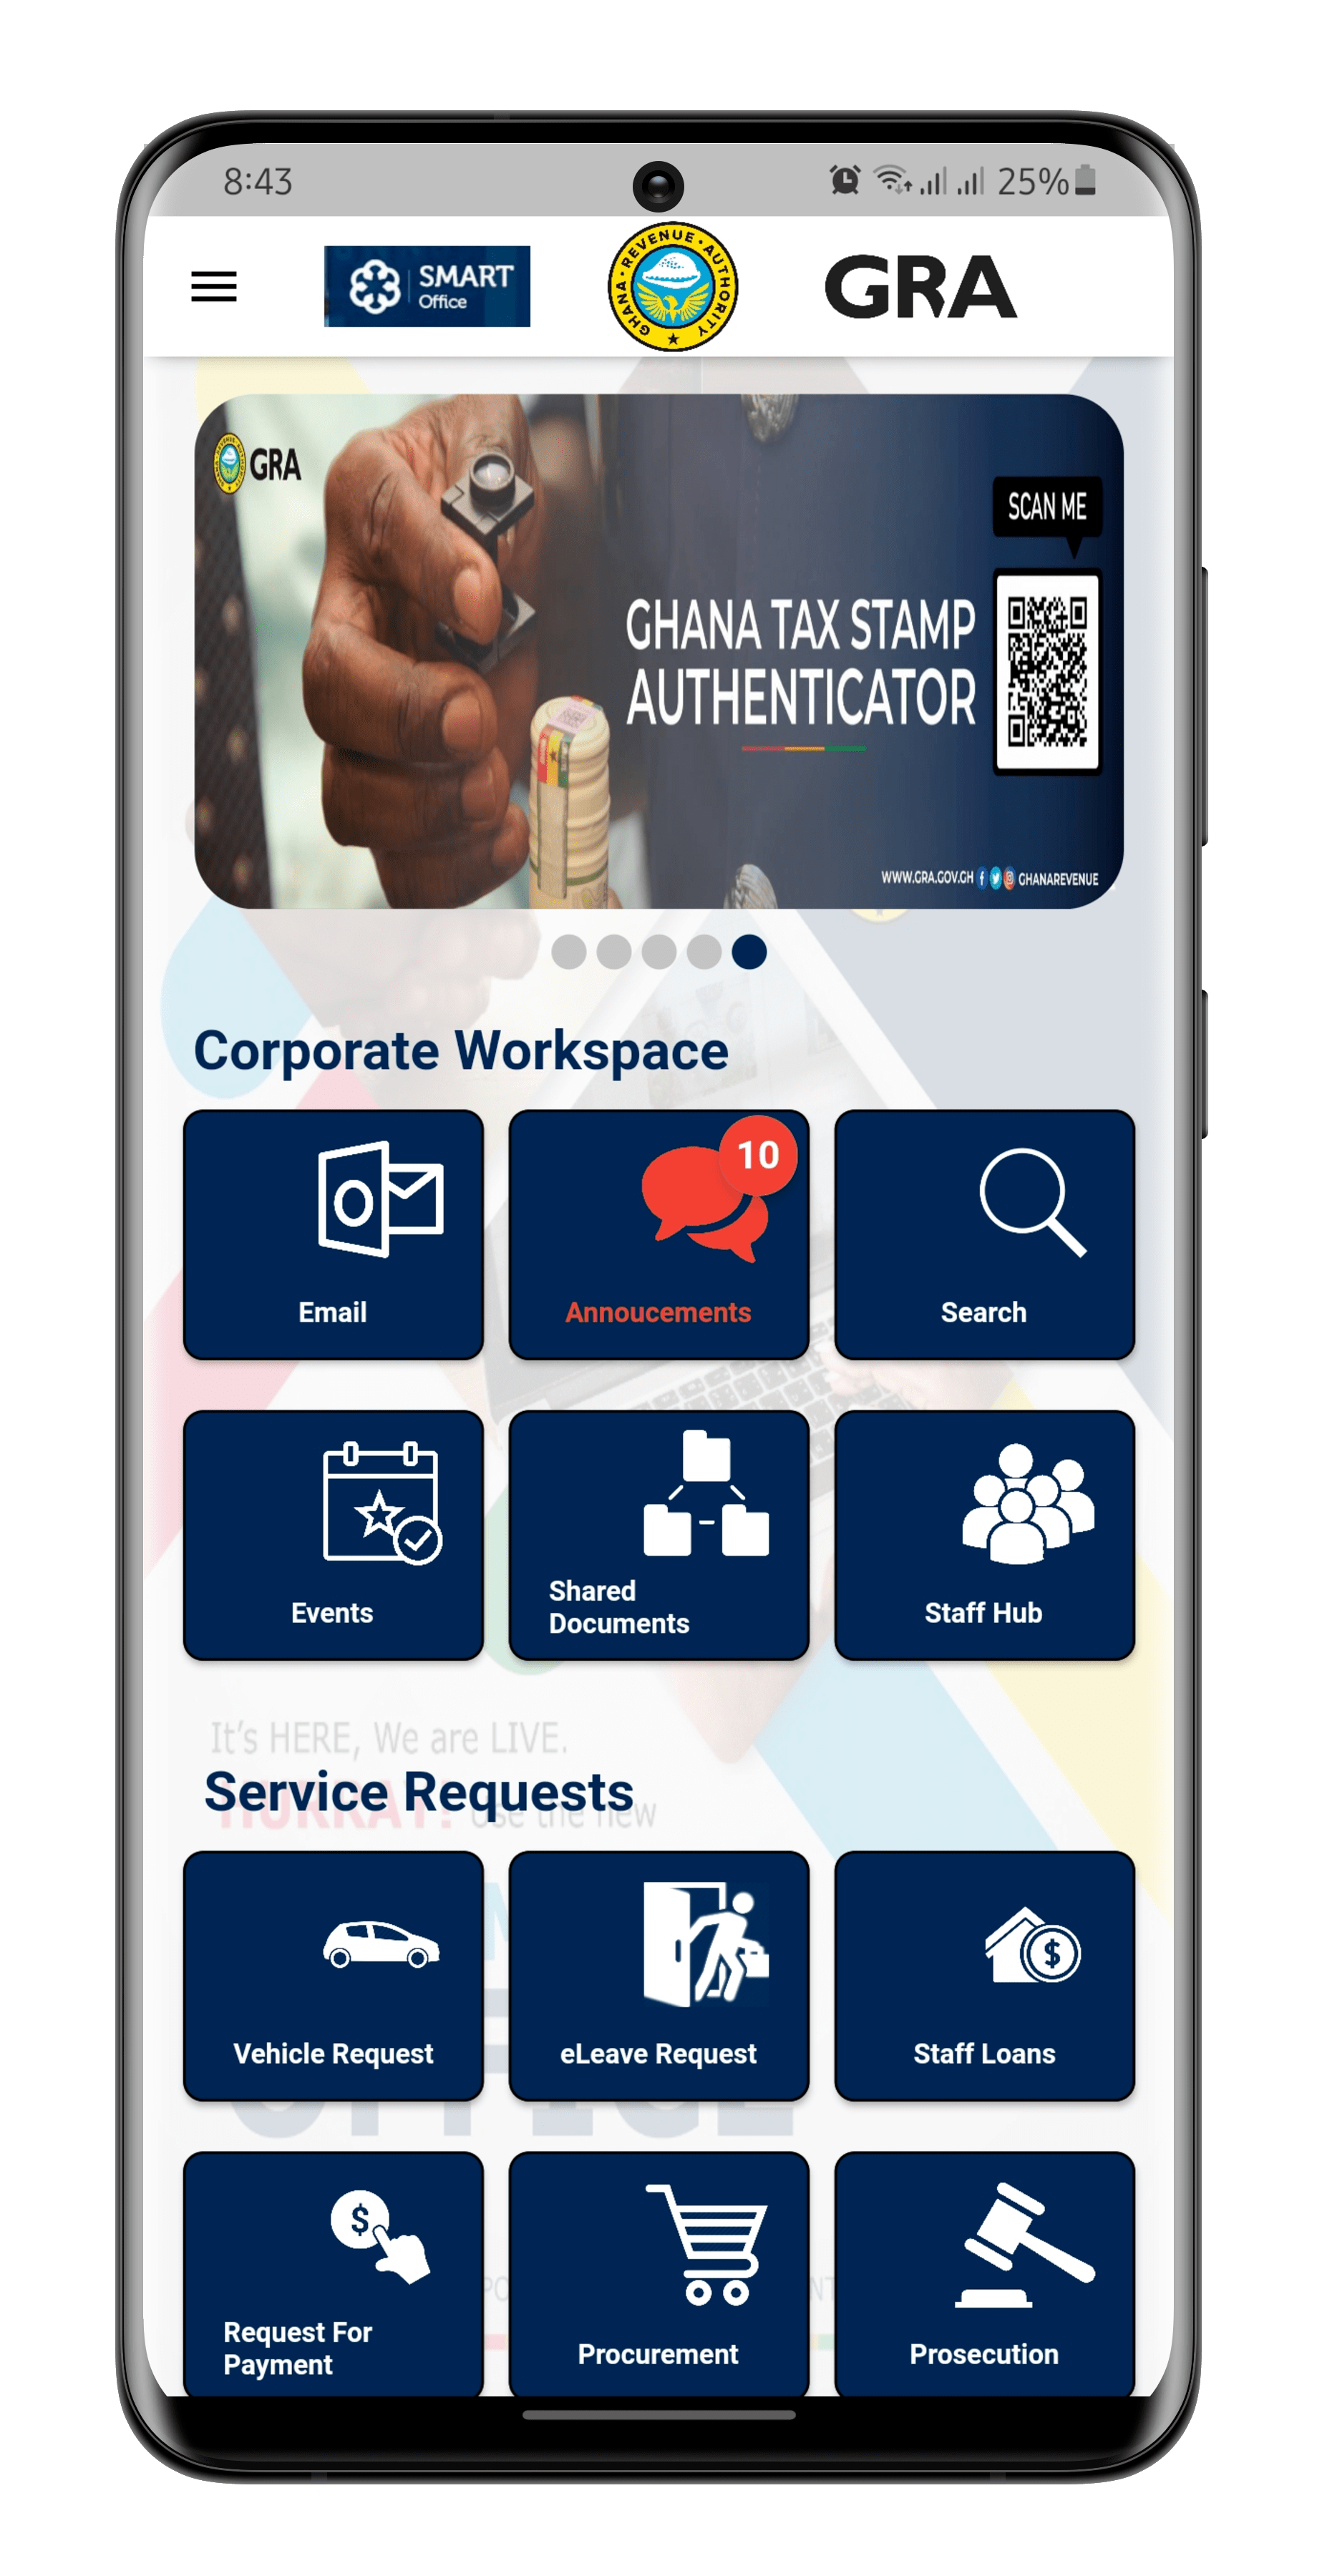 8:43
25%
SMART
Office
GHANA · REVENUE · AUTHORITY
GRA
GRA
SCAN ME
GHANA TAX STAMP
AUTHENTICATOR
WWW.GRA.GOV.GH GHANAREVENUE
Corporate Workspace
10
Email
Annoucements
Search
Events
Shared
Documents
Staff Hub
It's HERE, We are LIVE.
Service Requests
HURRAY! Use the new
Vehicle Request
eLeave Request
Staff Loans
OFFICE
Request For
Payment
Procurement
Prosecution